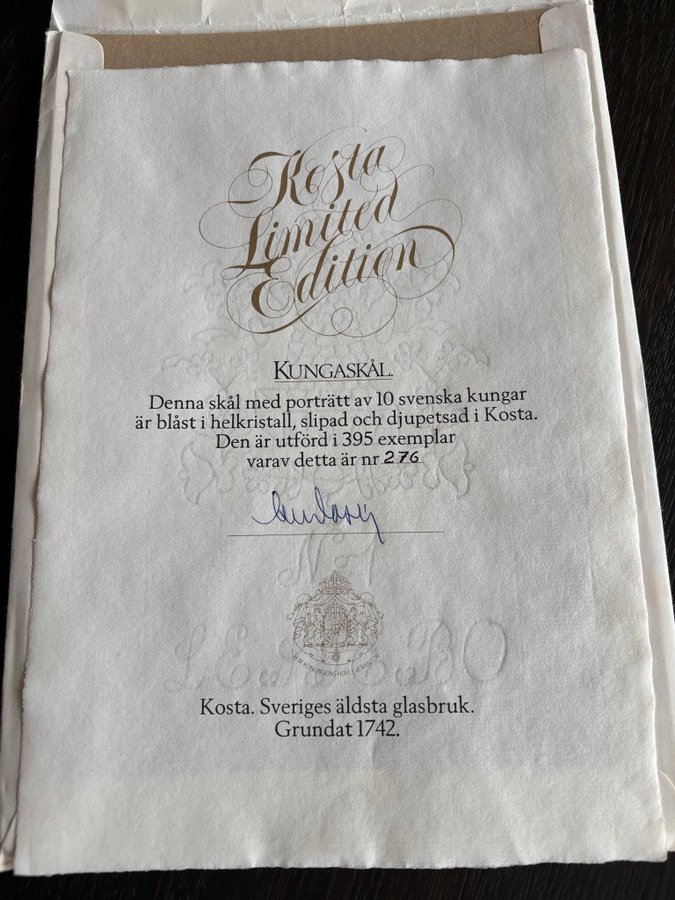 Kosta
Limited
Edition
KUNGASKÅL.
Denna skål med porträtt av 10 svenska kungar
är blåst i helkristall, slipad och djupetsad i Kosta.
Den är utförd i 395 exemplar
varav detta är nr 276
Kosta. Sveriges äldsta glasbruk.
Grundat 1742.